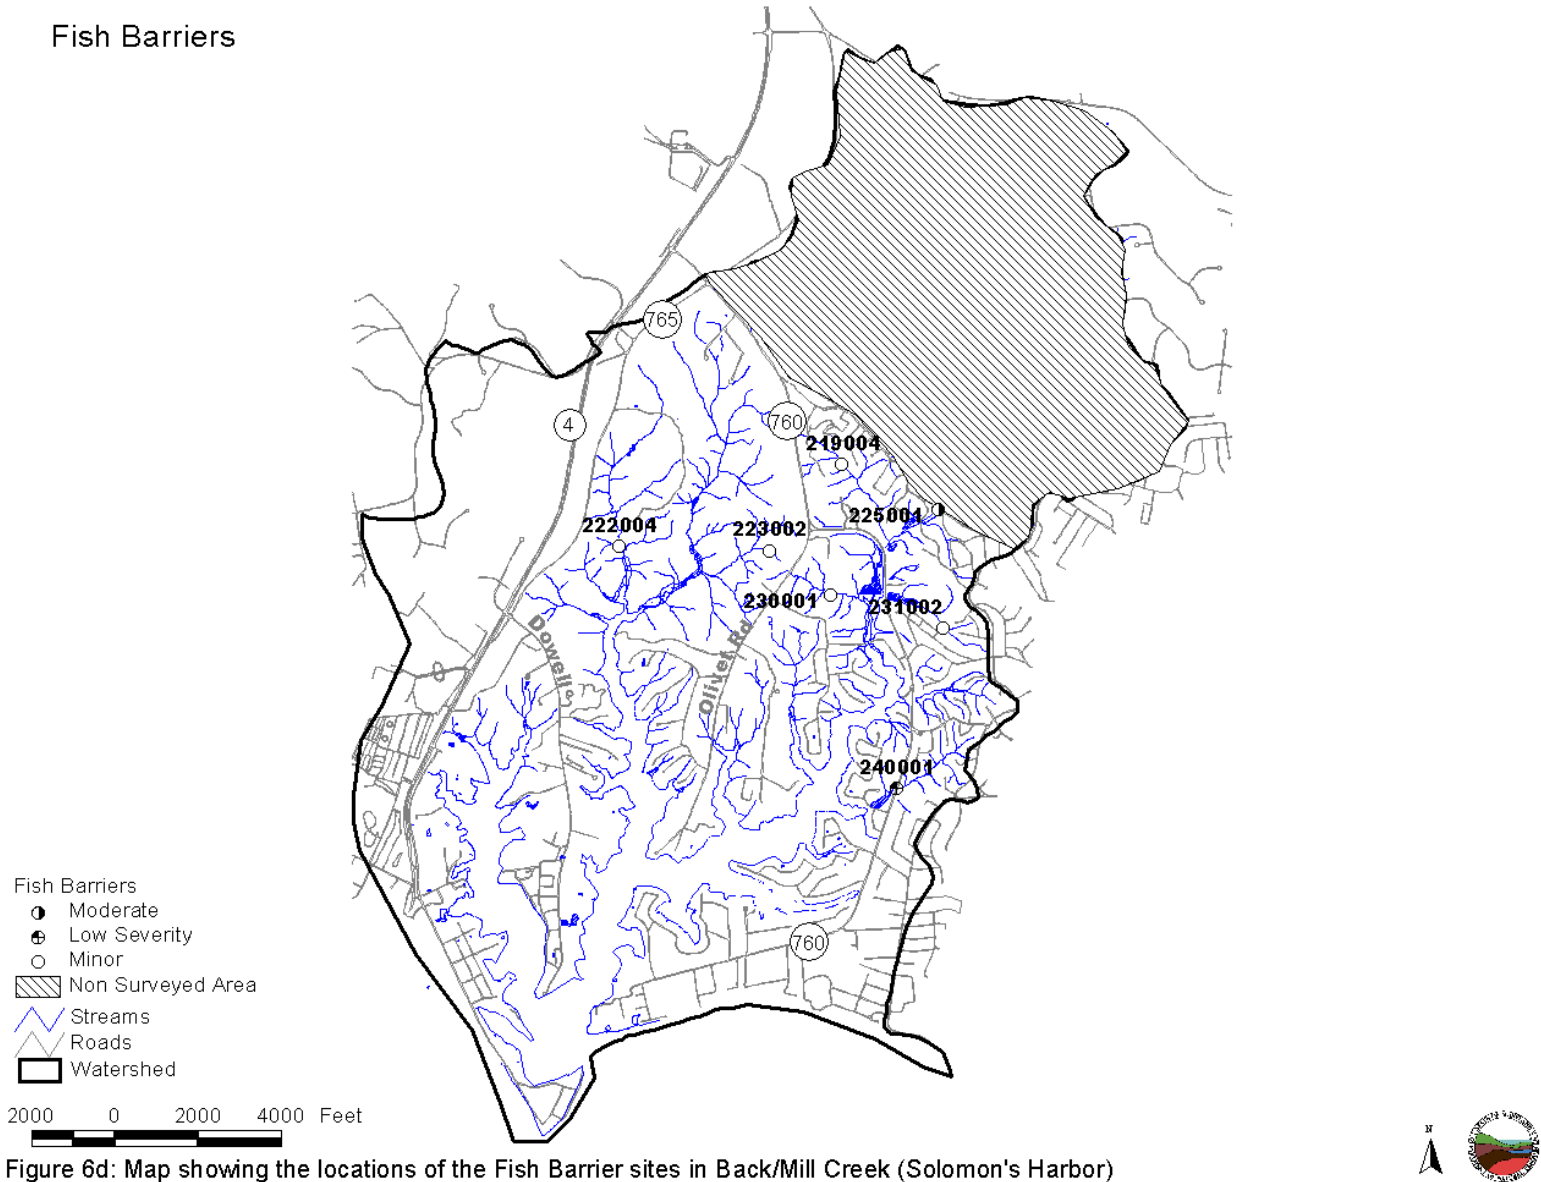 Fish Barriers
765
4
760
219004
225001
222004
223002
230001
231002
Dowell
Olivet Rd
240001
760
Fish Barriers
Moderate
Low Severity
Minor
Non Surveyed Area
Streams
Roads
Watershed
2000 0 2000 4000 Feet
N
Figure 6d: Map showing the locations of the Fish Barrier sites in Back/Mill Creek (Solomon's Harbor)